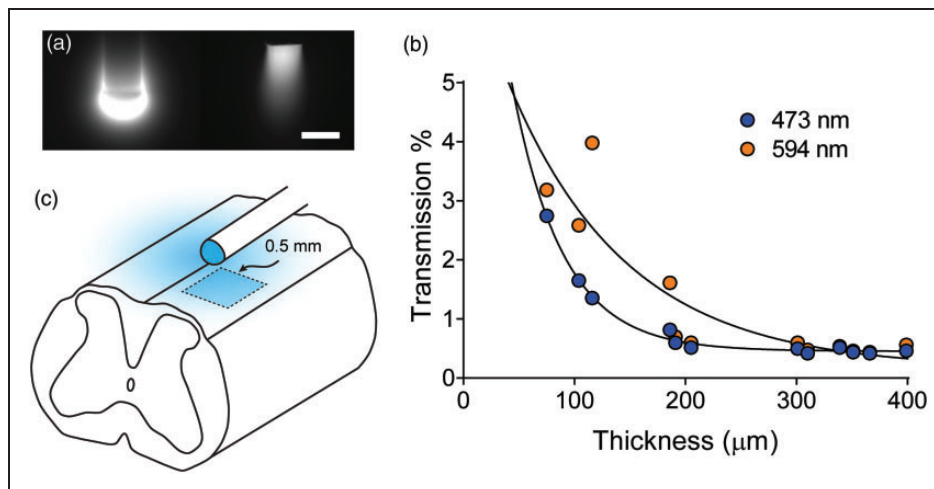 (a)
(b)
5
4
3
2
1
0
Transmission %
473 nm
594 nm
0
100
200
300
400
Thickness (μm)
(c)
0.5 mm